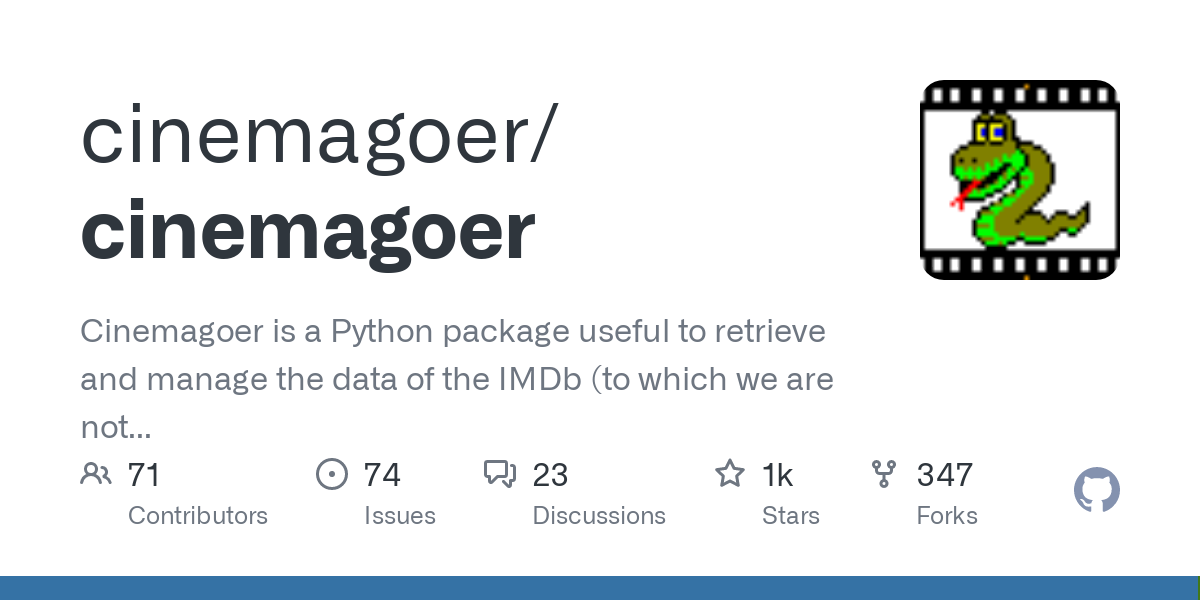 cinemagoer/
cinemagoer
Cinemagoer is a Python package useful to retrieve
and manage the data of the IMDb (to which we are
not...
71 74 23 1k 347
Contributors Issues Discussions Stars Forks